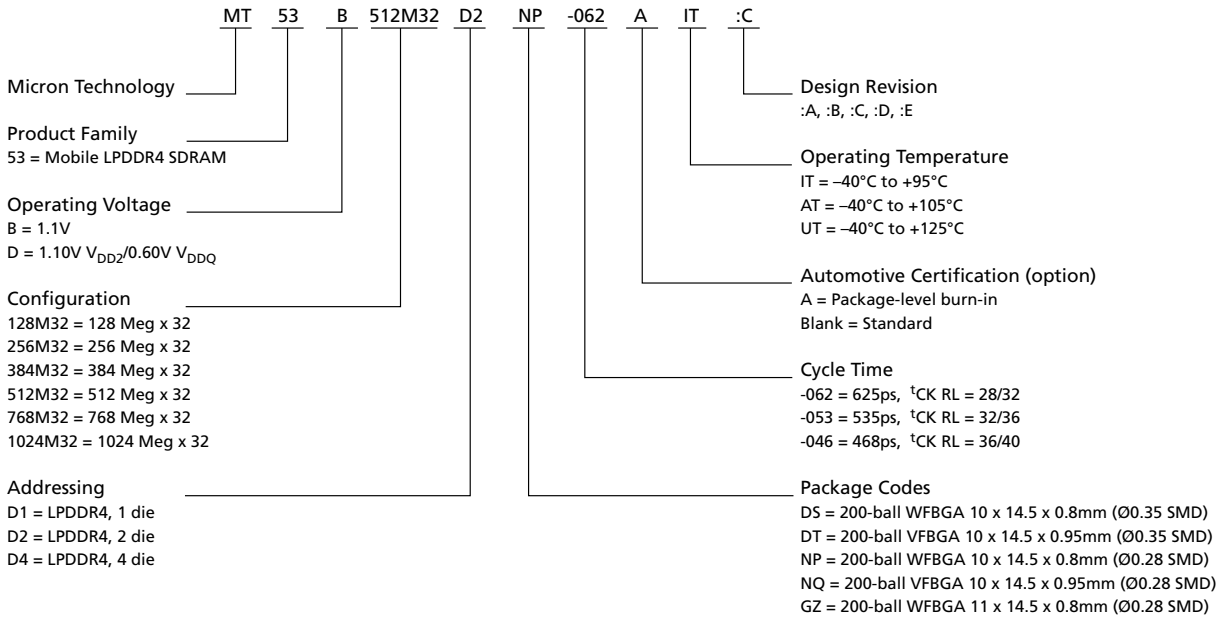 MT 53 B 512M32 D2 NP -062 A IT :C
Micron Technology
Product Family
53 = Mobile LPDDR4 SDRAM
Operating Voltage
B = 1.1V
D = 1.10V VDD2/0.60V VDDQ
Configuration
128M32 = 128 Meg x 32
256M32 = 256 Meg x 32
384M32 = 384 Meg x 32
512M32 = 512 Meg x 32
768M32 = 768 Meg x 32
1024M32 = 1024 Meg x 32
Addressing
D1 = LPDDR4, 1 die
D2 = LPDDR4, 2 die
D4 = LPDDR4, 4 die
Design Revision
:A, :B, :C, :D, :E
Operating Temperature
IT = –40°C to +95°C
AT = –40°C to +105°C
UT = –40°C to +125°C
Automotive Certification (option)
A = Package-level burn-in
Blank = Standard
Cycle Time
-062 = 625ps, tCK RL = 28/32
-053 = 535ps, tCK RL = 32/36
-046 = 468ps, tCK RL = 36/40
Package Codes
DS = 200-ball WFBGA 10 x 14.5 x 0.8mm (Ø0.35 SMD)
DT = 200-ball VFBGA 10 x 14.5 x 0.95mm (Ø0.35 SMD)
NP = 200-ball WFBGA 10 x 14.5 x 0.8mm (Ø0.28 SMD)
NQ = 200-ball VFBGA 10 x 14.5 x 0.95mm (Ø0.28 SMD)
GZ = 200-ball WFBGA 11 x 14.5 x 0.8mm (Ø0.28 SMD)